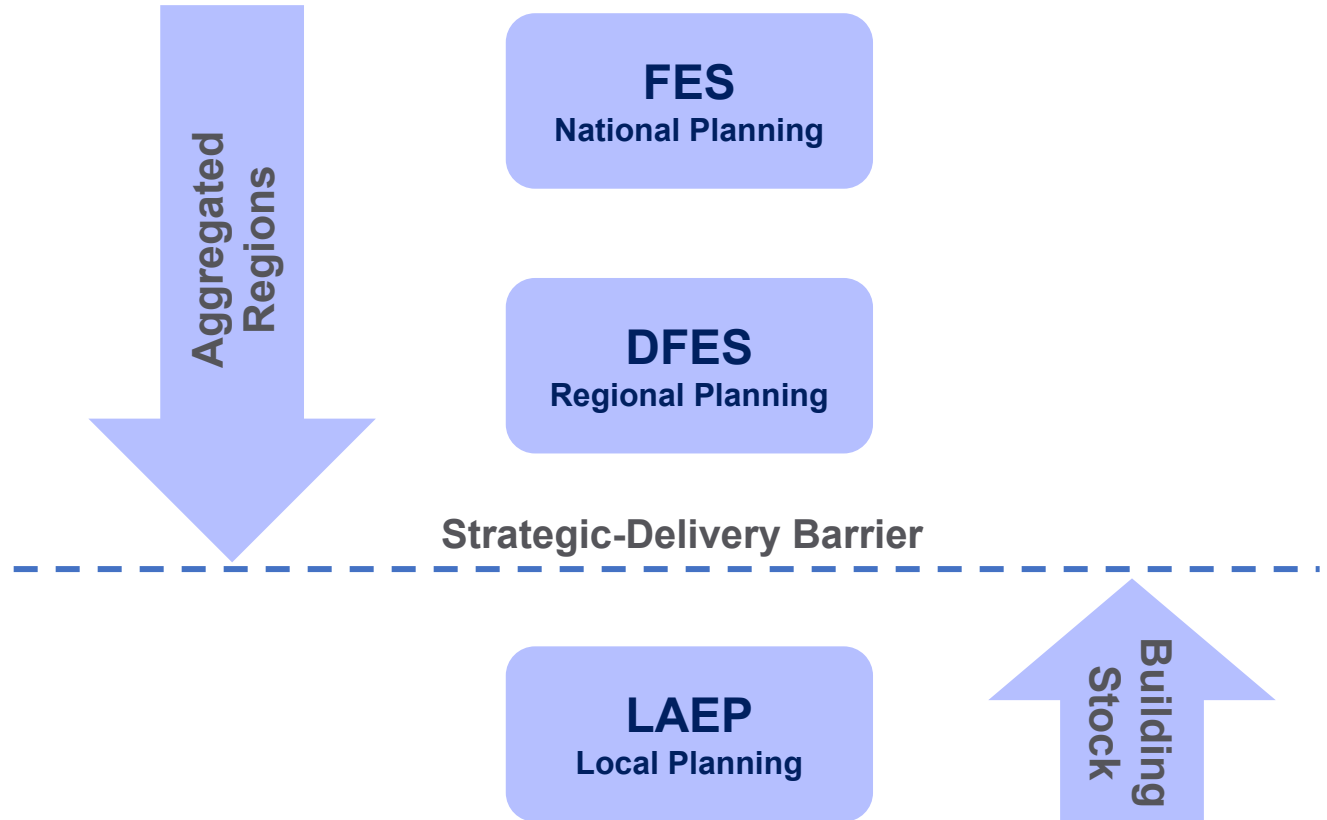 Aggregated
Regions
FES
National Planning
DFES
Regional Planning
Strategic-Delivery Barrier
LAEP
Local Planning
Building
Stock